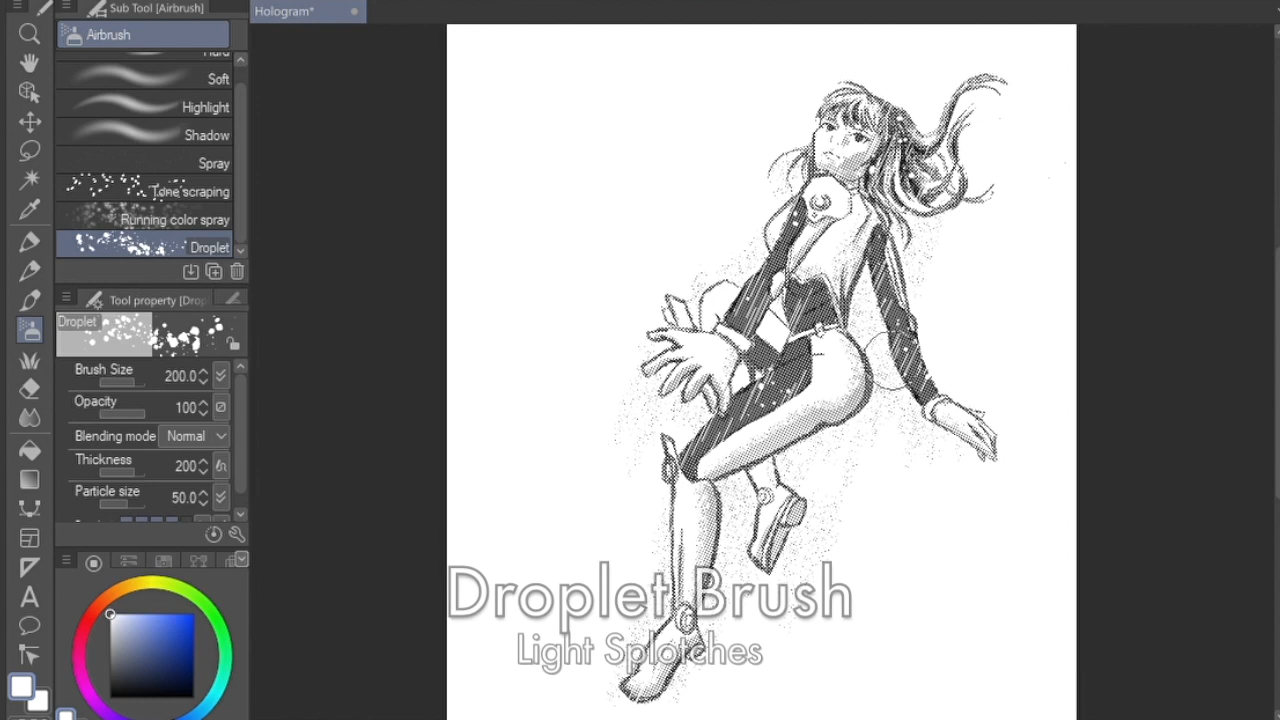 Sub Tool [Airbrush]
Hologram*
Airbrush
Hard
Soft
Highlight
Shadow
Spray
Tone scraping
Running color spray
Droplet
Tool property [Drop
Droplet
Brush Size 200.0
Opacity 100
Blending mode Normal
Thickness 200
Particle size 50.0
Droplet Brush
Light Splotches